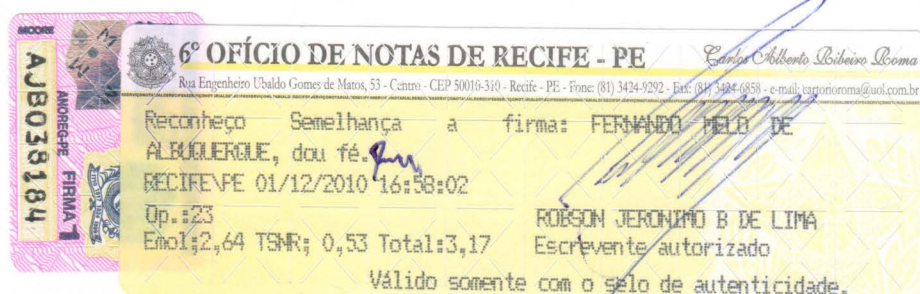 MOORE
AJB038184
ANOREG-PE FIRMA 1
6º OFÍCIO DE NOTAS DE RECIFE - PE Carlos Alberto Ribeiro Roma
Rua Engenheiro Ubaldo Gomes de Matos, 53 - Centro - CEP 50010-310 - Recife - PE - Fone: (81) 3424-9292 - Fax: (81) 3424-6858 - e-mail: cartorioroma@uol.com.br
Reconheço Semelhança a firma: FERNANDO MELO DE
ALBUQUERQUE, dou fé.
RECIFE\PE 01/12/2010 16:58:02
Op.:23 ROBSON JERONIMO B DE LIMA
Emol;2,64 TSNR; 0,53 Total:3,17 Escrevente autorizado
Válido somente com o selo de autenticidade.